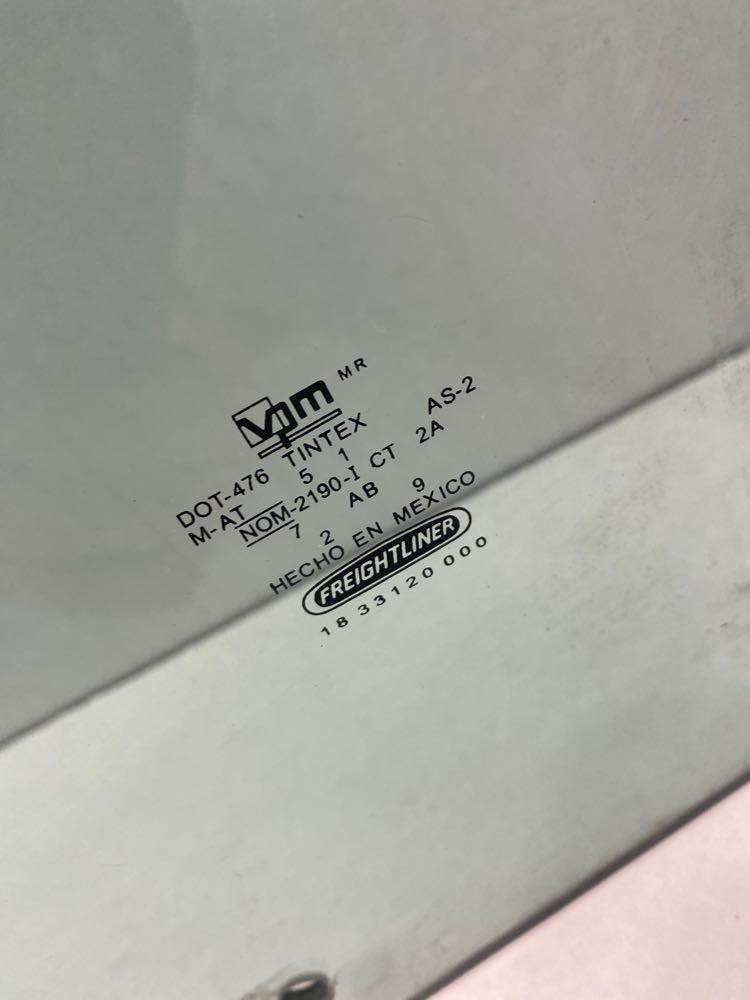 vpm MR
TINTEX
DOT-476 AS-2
M-AT 5 1
NOM-2190-I CT 2A
7 2 AB 9
HECHO EN MEXICO
FREIGHTLINER
18 33120 000